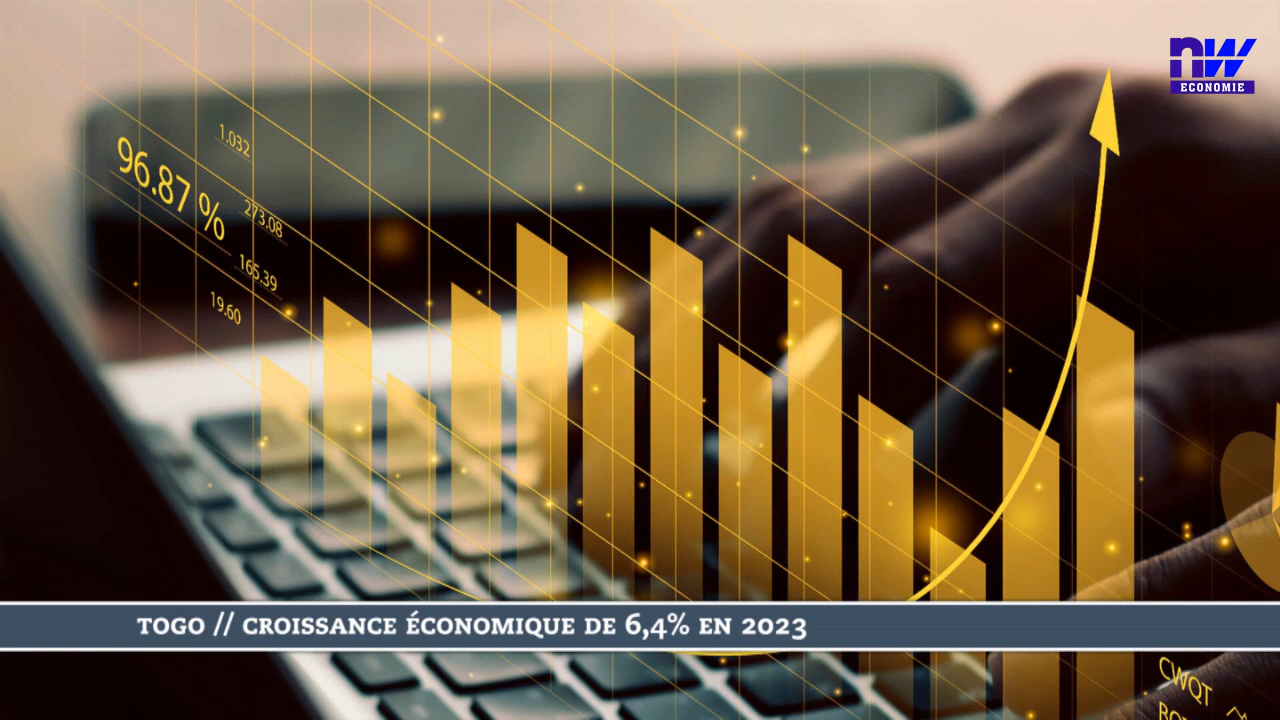 nw
ECONOMIE
1.032
96.87 %
273.08
165.39
19.60
TOGO // CROISSANCE ÉCONOMIQUE DE 6,4% EN 2023
CWQT